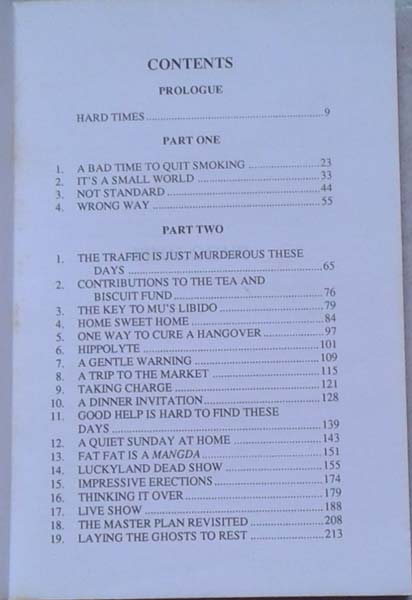 CONTENTS
PROLOGUE
HARD TIMES ........................................ 9
PART ONE
1. A BAD TIME TO QUIT SMOKING ................ 23
2. IT'S A SMALL WORLD ........................... 33
3. NOT STANDARD ................................. 44
4. WRONG WAY ..................................... 55
PART TWO
1. THE TRAFFIC IS JUST MURDEROUS THESE
DAYS ............................................. 65
2. CONTRIBUTIONS TO THE TEA AND
BISCUIT FUND .................................. 76
3. THE KEY TO MU'S LIBIDO ........................ 79
4. HOME SWEET HOME ............................. 84
5. ONE WAY TO CURE A HANGOVER ................ 97
6. HIPPOLYTE ...................................... 101
7. A GENTLE WARNING ............................ 109
8. A TRIP TO THE MARKET ........................ 115
9. TAKING CHARGE ................................ 121
10. A DINNER INVITATION ......................... 128
11. GOOD HELP IS HARD TO FIND THESE
DAYS ............................................. 139
12. A QUIET SUNDAY AT HOME ..................... 143
13. FAT FAT IS A MANGDA ......................... 151
14. LUCKYLAND DEAD SHOW ....................... 155
15. IMPRESSIVE ERECTIONS ........................ 174
16. THINKING IT OVER ............................. 179
17. LIVE SHOW ..................................... 188
18. THE MASTER PLAN REVISITED .................. 208
19. LAYING THE GHOSTS TO REST .................. 213